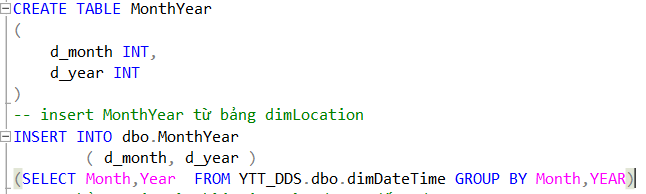 CREATE TABLE MonthYear
(
    d_month INT,
    d_year INT
)
-- insert MonthYear từ bảng dimLocation
INSERT INTO dbo.MonthYear
        ( d_month, d_year )
(SELECT Month,Year  FROM YTT_DDS.dbo.dimDateTime GROUP BY Month,YEAR)